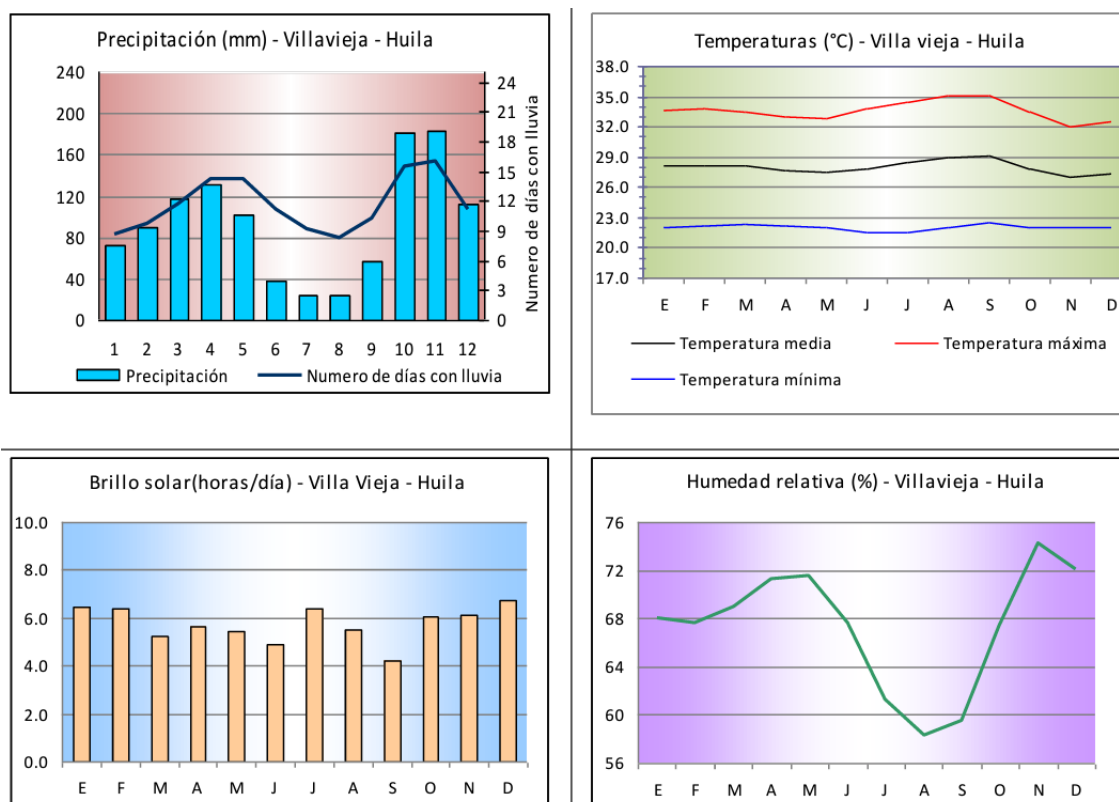 Precipitación (mm) - Villavieja - Huila
240
200
160
120
80
40
0
24
21
18
15
12
9
6
3
0
Numero de días con lluvia
1 2 3 4 5 6 7 8 9 10 11 12
Precipitación
Numero de días con lluvia
Temperaturas (°C) - Villa vieja - Huila
38.0
35.0
32.0
29.0
26.0
23.0
20.0
17.0
E F M A M J J A S O N D
Temperatura media
Temperatura máxima
Temperatura mínima
Brillo solar(horas/día) - Villa Vieja - Huila
10.0
8.0
6.0
4.0
2.0
0.0
E F M A M J J A S O N D
Humedad relativa (%) - Villavieja - Huila
76
72
68
64
60
56
E F M A M J J A S O N D